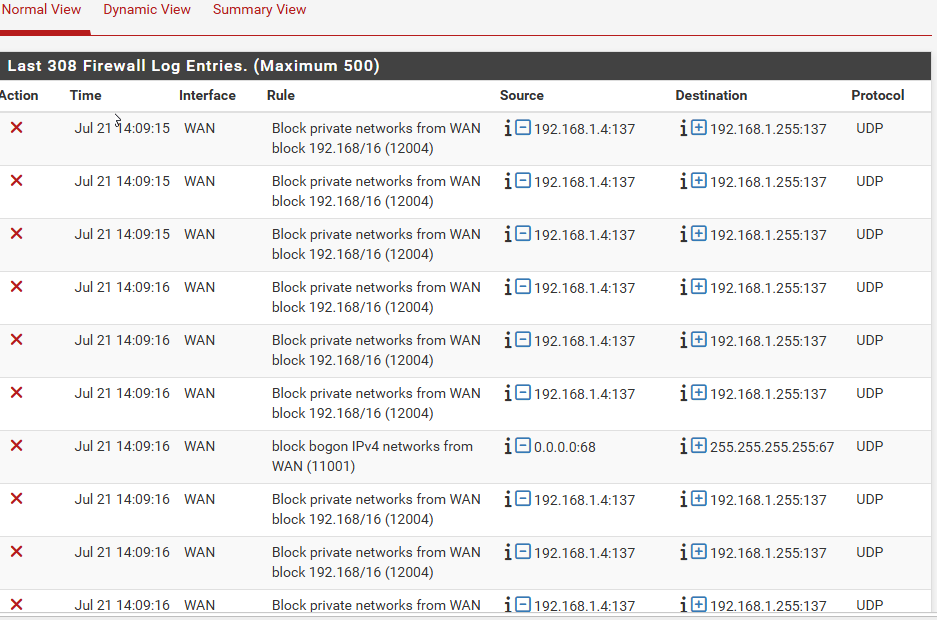 Normal View Dynamic View Summary View
Last 308 Firewall Log Entries. (Maximum 500)
Action Time Interface Rule Source Destination Protocol
Jul 21 14:09:15 WAN Block private networks from WAN 192.168.1.4:137 192.168.1.255:137 UDP
block 192.168/16 (12004)
Jul 21 14:09:15 WAN Block private networks from WAN 192.168.1.4:137 192.168.1.255:137 UDP
block 192.168/16 (12004)
Jul 21 14:09:15 WAN Block private networks from WAN 192.168.1.4:137 192.168.1.255:137 UDP
block 192.168/16 (12004)
Jul 21 14:09:16 WAN Block private networks from WAN 192.168.1.4:137 192.168.1.255:137 UDP
block 192.168/16 (12004)
Jul 21 14:09:16 WAN Block private networks from WAN 192.168.1.4:137 192.168.1.255:137 UDP
block 192.168/16 (12004)
Jul 21 14:09:16 WAN Block private networks from WAN 192.168.1.4:137 192.168.1.255:137 UDP
block 192.168/16 (12004)
Jul 21 14:09:16 WAN block bogon IPv4 networks from 0.0.0.0:68 255.255.255.255:67 UDP
WAN (11001)
Jul 21 14:09:16 WAN Block private networks from WAN 192.168.1.4:137 192.168.1.255:137 UDP
block 192.168/16 (12004)
Jul 21 14:09:16 WAN Block private networks from WAN 192.168.1.4:137 192.168.1.255:137 UDP
block 192.168/16 (12004)
Jul 21 14:09:16 WAN Block private networks from WAN 192.168.1.4:137 192.168.1.255:137 UDP